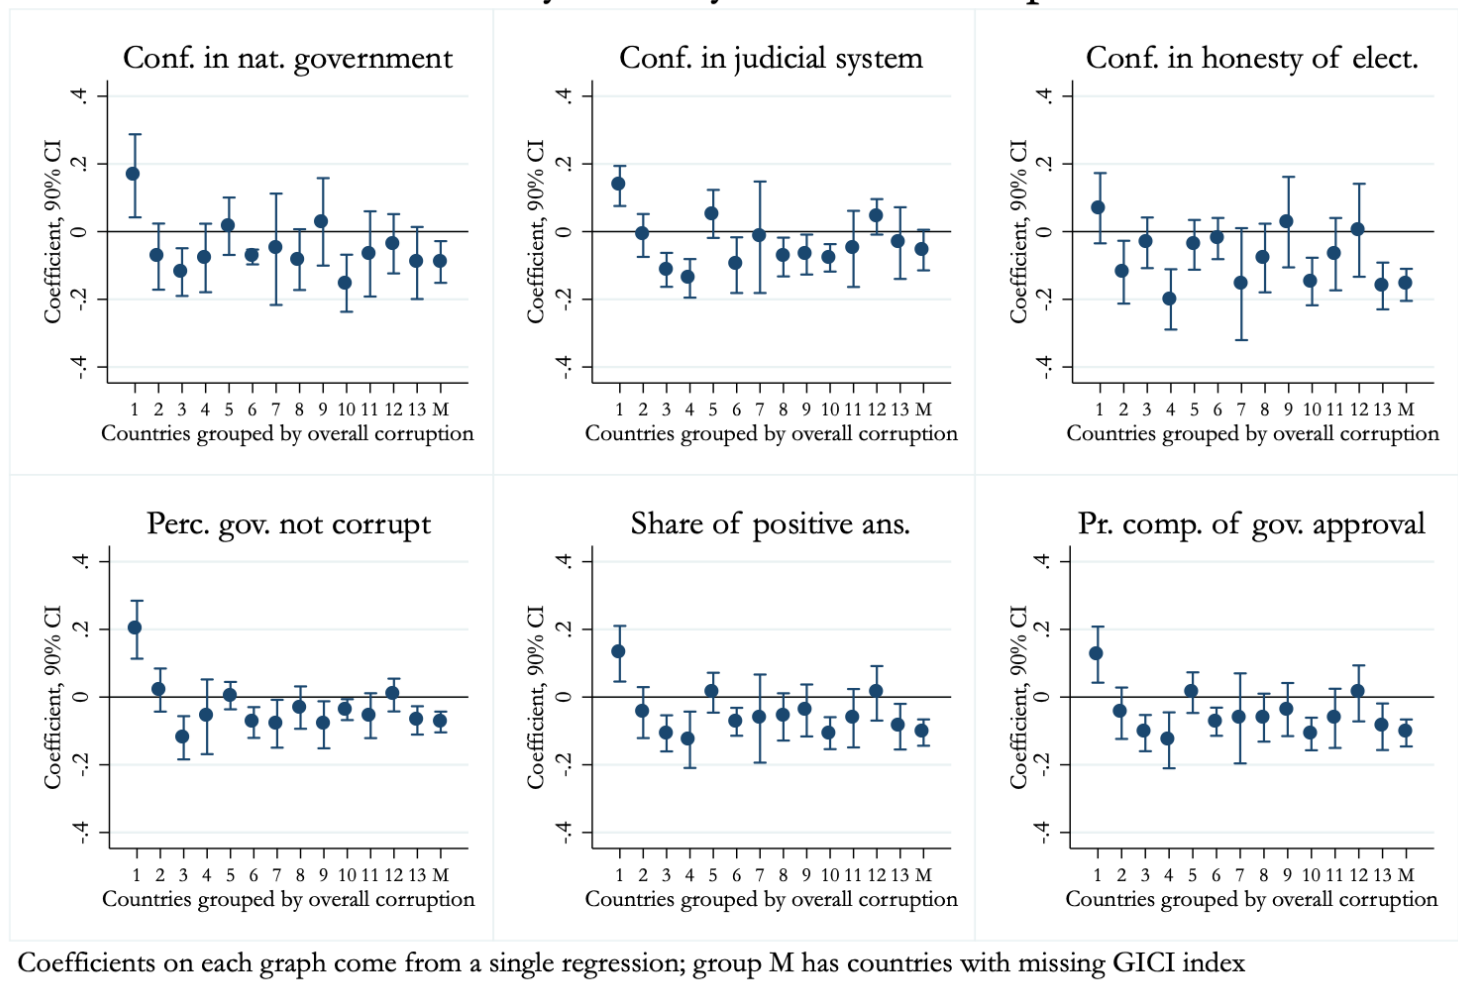 Conf. in nat. government
Conf. in judicial system
Conf. in honesty of elect.
Coefficient, 90% CI
.4
.2
0
-.2
-.4
1 2 3 4 5 6 7 8 9 10 11 12 13 M
Countries grouped by overall corruption
Coefficient, 90% CI
.4
.2
0
-.2
-.4
1 2 3 4 5 6 7 8 9 10 11 12 13 M
Countries grouped by overall corruption
Coefficient, 90% CI
.4
.2
0
-.2
-.4
1 2 3 4 5 6 7 8 9 10 11 12 13 M
Countries grouped by overall corruption
Perc. gov. not corrupt
Share of positive ans.
Pr. comp. of gov. approval
Coefficient, 90% CI
.4
.2
0
-.2
-.4
1 2 3 4 5 6 7 8 9 10 11 12 13 M
Countries grouped by overall corruption
Coefficient, 90% CI
.4
.2
0
-.2
-.4
1 2 3 4 5 6 7 8 9 10 11 12 13 M
Countries grouped by overall corruption
Coefficient, 90% CI
.4
.2
0
-.2
-.4
1 2 3 4 5 6 7 8 9 10 11 12 13 M
Countries grouped by overall corruption
Coefficients on each graph come from a single regression; group M has countries with missing GICI index